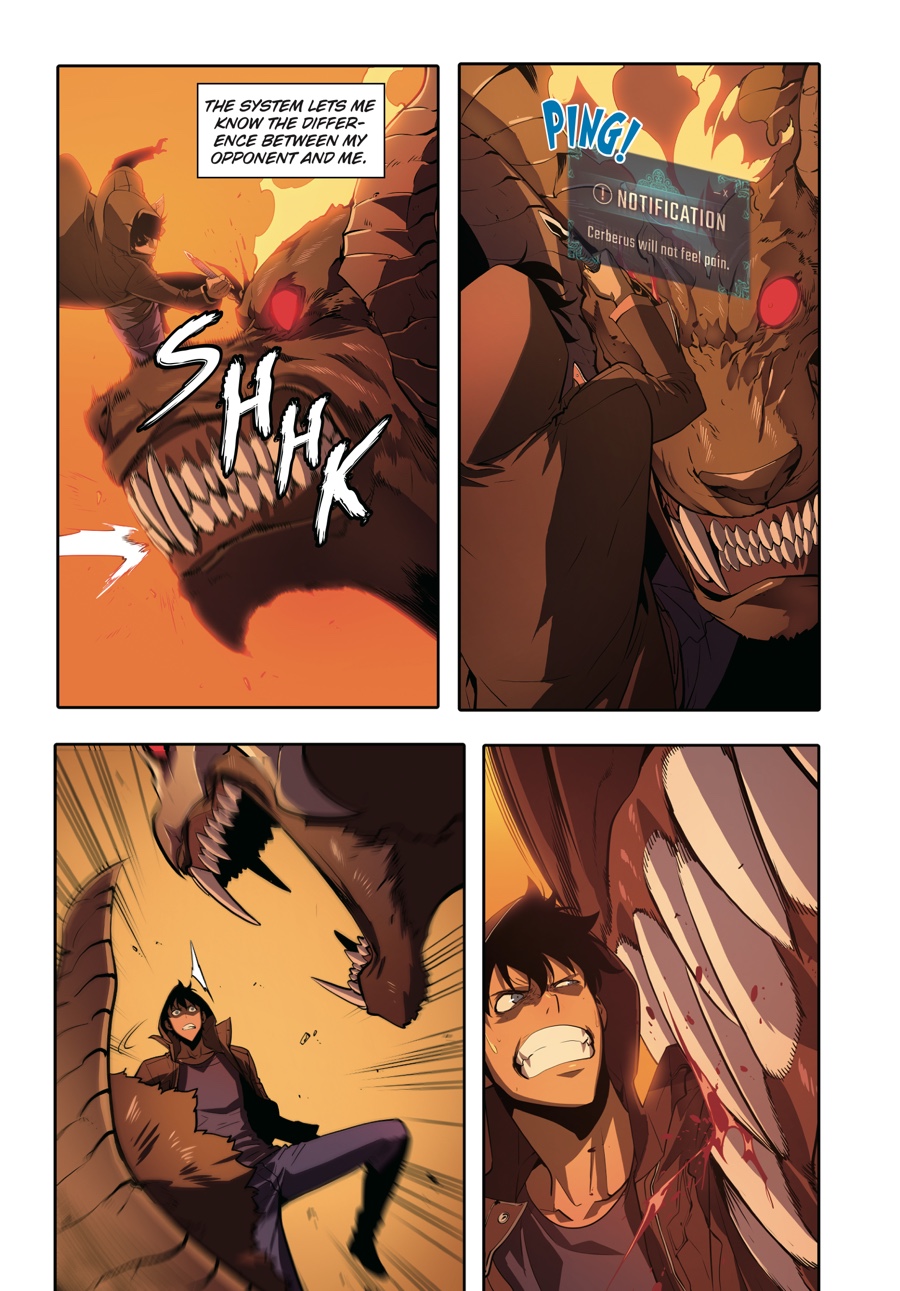 THE SYSTEM LETS ME
KNOW THE DIFFER-
ENCE BETWEEN MY
OPPONENT AND ME.
SHHK
PING!
! NOTIFICATION
Cerberus will not feel pain.